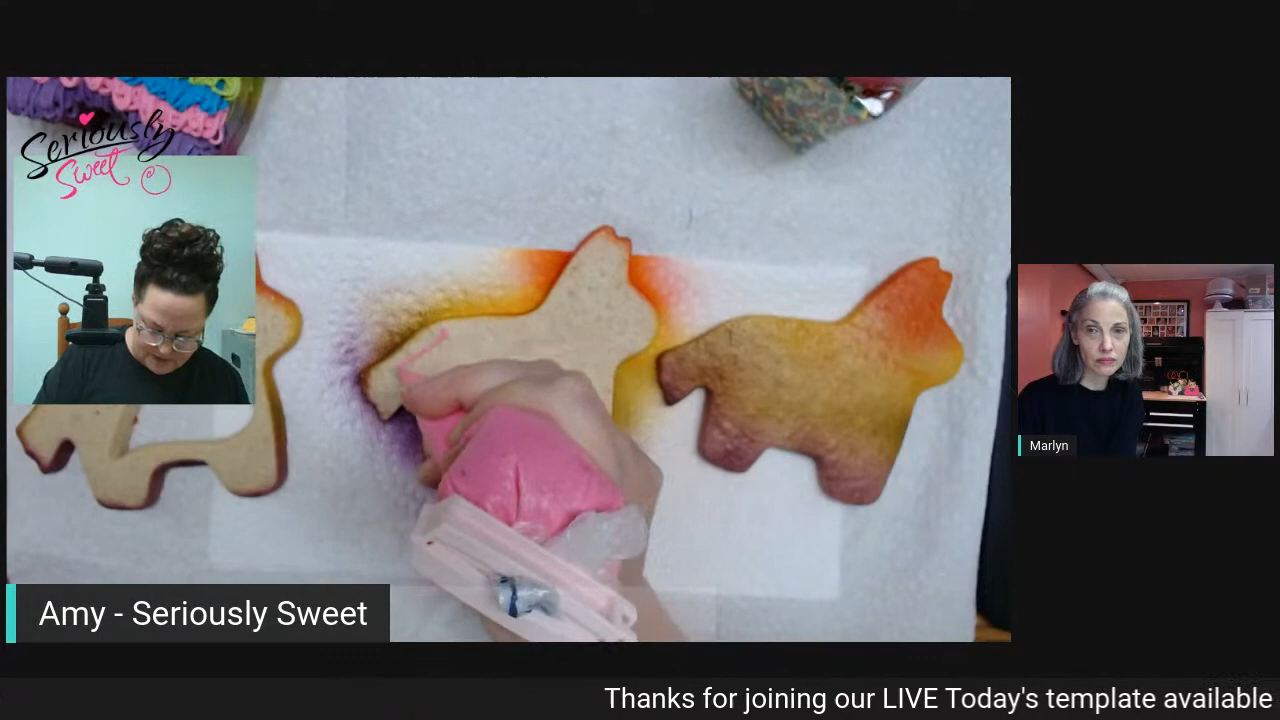 Seriously
Sweet
Marlyn
Amy - Seriously Sweet
Thanks for joining our LIVE Today's template available